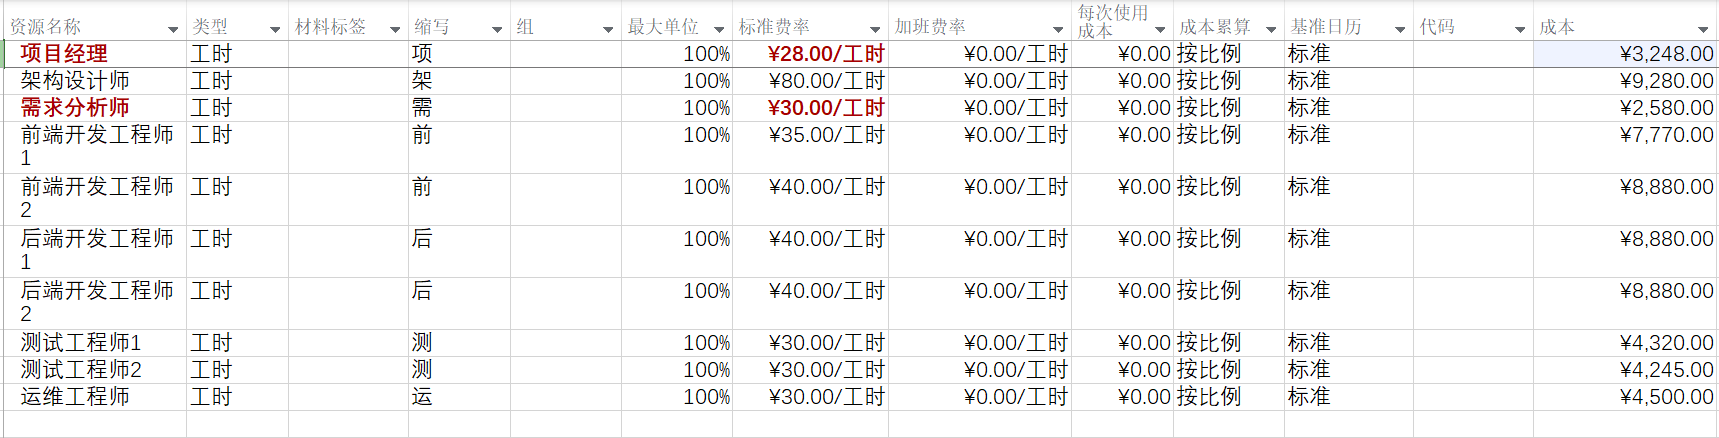 资源名称 类型 材料标签 缩写 组 最大单位 标准费率 加班费率 每次使用成本 成本累算 基准日历 代码 成本
项目经理 工时 项 100% ¥28.00/工时 ¥0.00/工时 ¥0.00 按比例 标准 ¥3,248.00
架构设计师 工时 架 100% ¥80.00/工时 ¥0.00/工时 ¥0.00 按比例 标准 ¥9,280.00
需求分析师 工时 需 100% ¥30.00/工时 ¥0.00/工时 ¥0.00 按比例 标准 ¥2,580.00
前端开发工程师 工时 前 100% ¥35.00/工时 ¥0.00/工时 ¥0.00 按比例 标准 ¥7,770.00
1
前端开发工程师 工时 前 100% ¥40.00/工时 ¥0.00/工时 ¥0.00 按比例 标准 ¥8,880.00
2
后端开发工程师 工时 后 100% ¥40.00/工时 ¥0.00/工时 ¥0.00 按比例 标准 ¥8,880.00
1
后端开发工程师 工时 后 100% ¥40.00/工时 ¥0.00/工时 ¥0.00 按比例 标准 ¥8,880.00
2
测试工程师1 工时 测 100% ¥30.00/工时 ¥0.00/工时 ¥0.00 按比例 标准 ¥4,320.00
测试工程师2 工时 测 100% ¥30.00/工时 ¥0.00/工时 ¥0.00 按比例 标准 ¥4,245.00
运维工程师 工时 运 100% ¥30.00/工时 ¥0.00/工时 ¥0.00 按比例 标准 ¥4,500.00